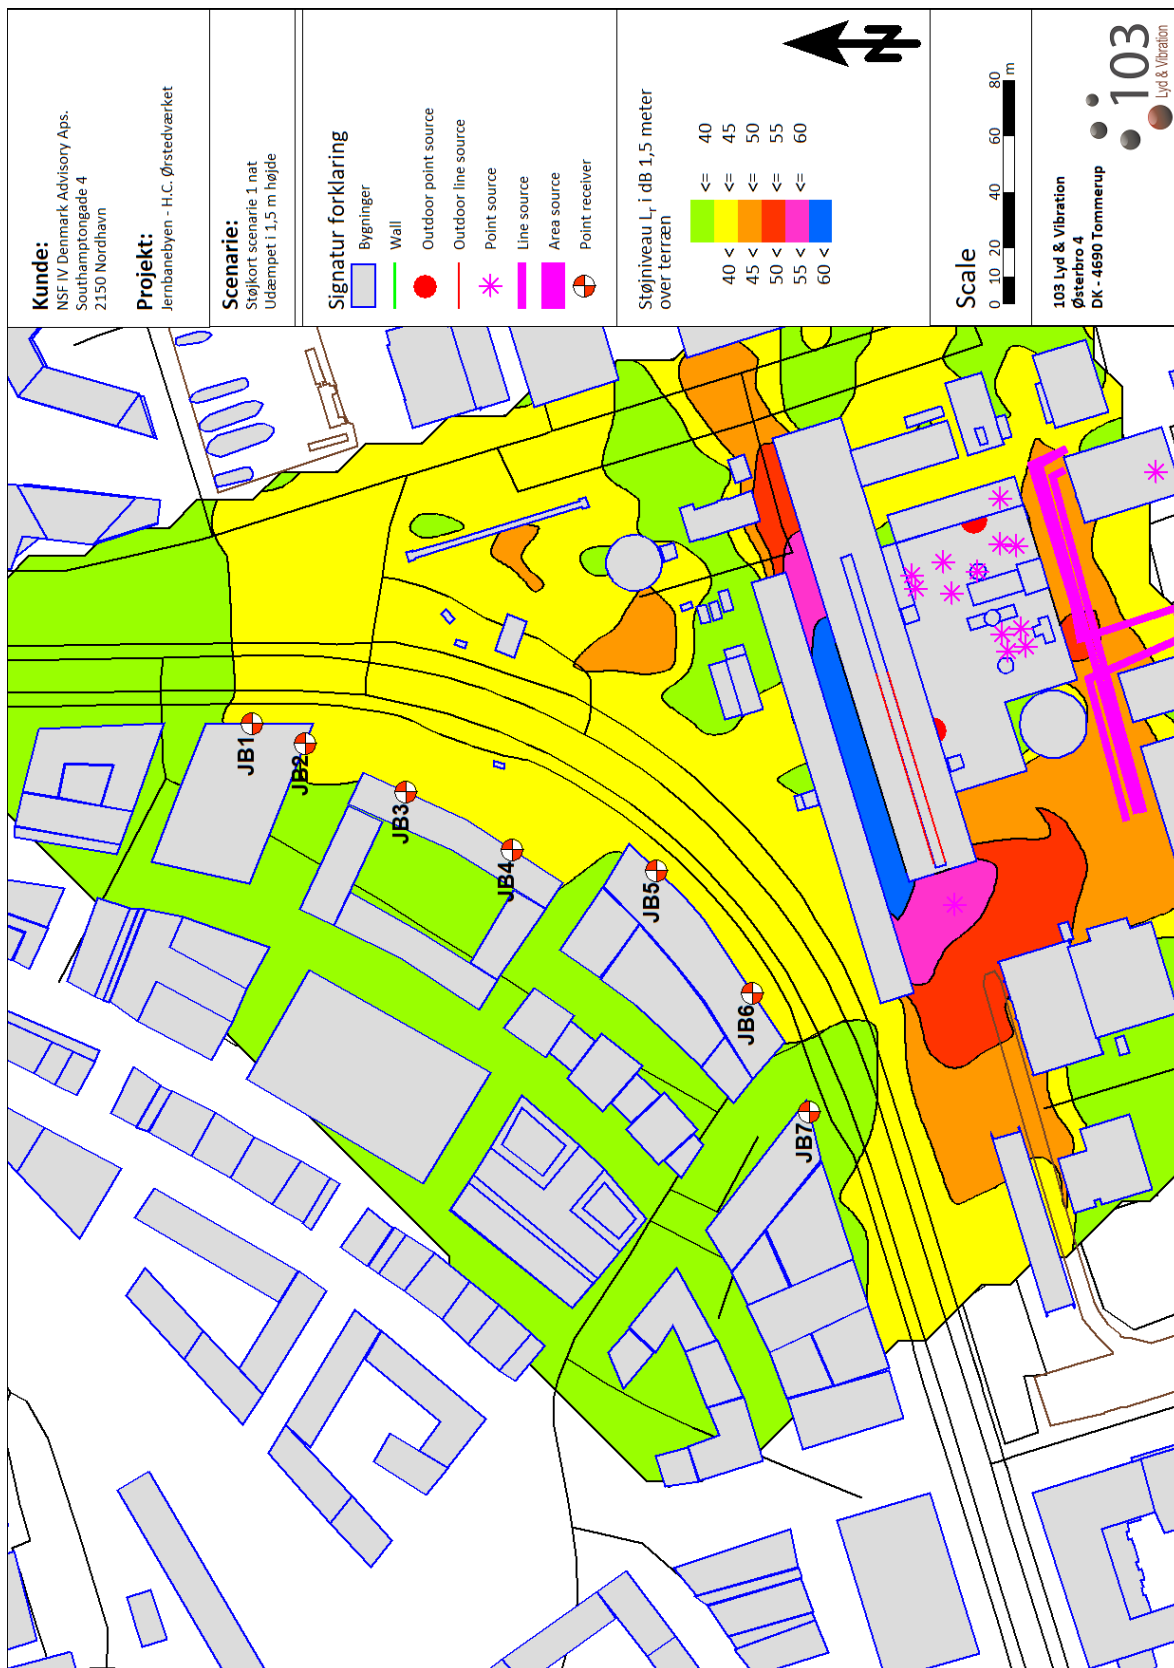 Kunde:
NSF IV Denmark Advisory Aps.
Southamptongade 4
2150 Nordhavn
Projekt:
Jernbanebyen - H.C. Ørstedværket
Scenarie:
Støjkort scenarie 1 nat
Udæmpet i 1,5 m højde
Signatur forklaring
Bygninger
Wall
Outdoor point source
Outdoor line source
Point source
Line source
Area source
Point receiver
Støjniveau Lr i dB 1,5 meter
over terræn
<= 40
40 < <= 45
45 < <= 50
50 < <= 55
55 < <= 60
60 <
N
Scale
0 10 20 40 60 80
m
103 Lyd & Vibration
Østerbro 4
DK - 4690 Tommerup
103
Lyd & Vibration
JB1
JB2
JB3
JB4
JB5
JB6
JB7